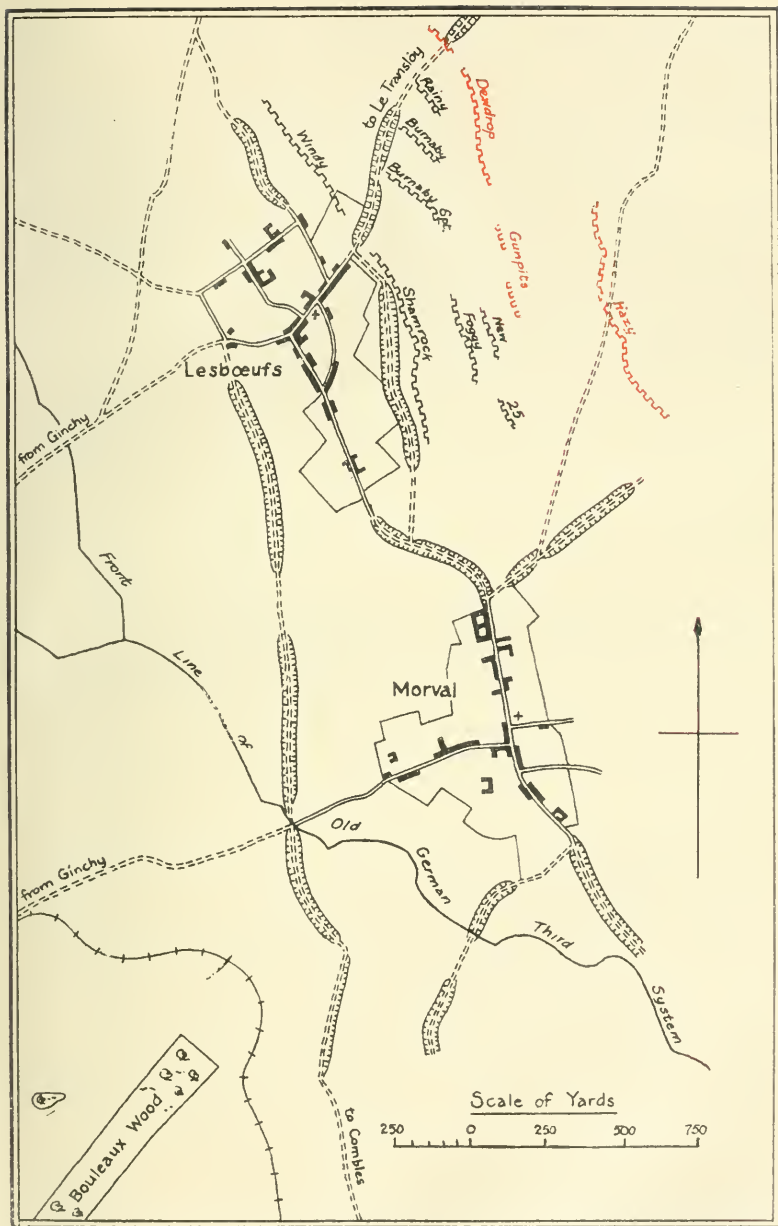 to Le Transloy
Rainy
Dewdrop
Burnaby
Windy
Burnaby Spt.
Gunpits
Shamrock
New
Foggy
Hazy
Lesbœufs
25
from Ginchy
Front
Line
of
Morval
Old
German
Third
System
from Ginchy
Bouleaux Wood
to Combles
Scale of Yards
250 0 250 500 750